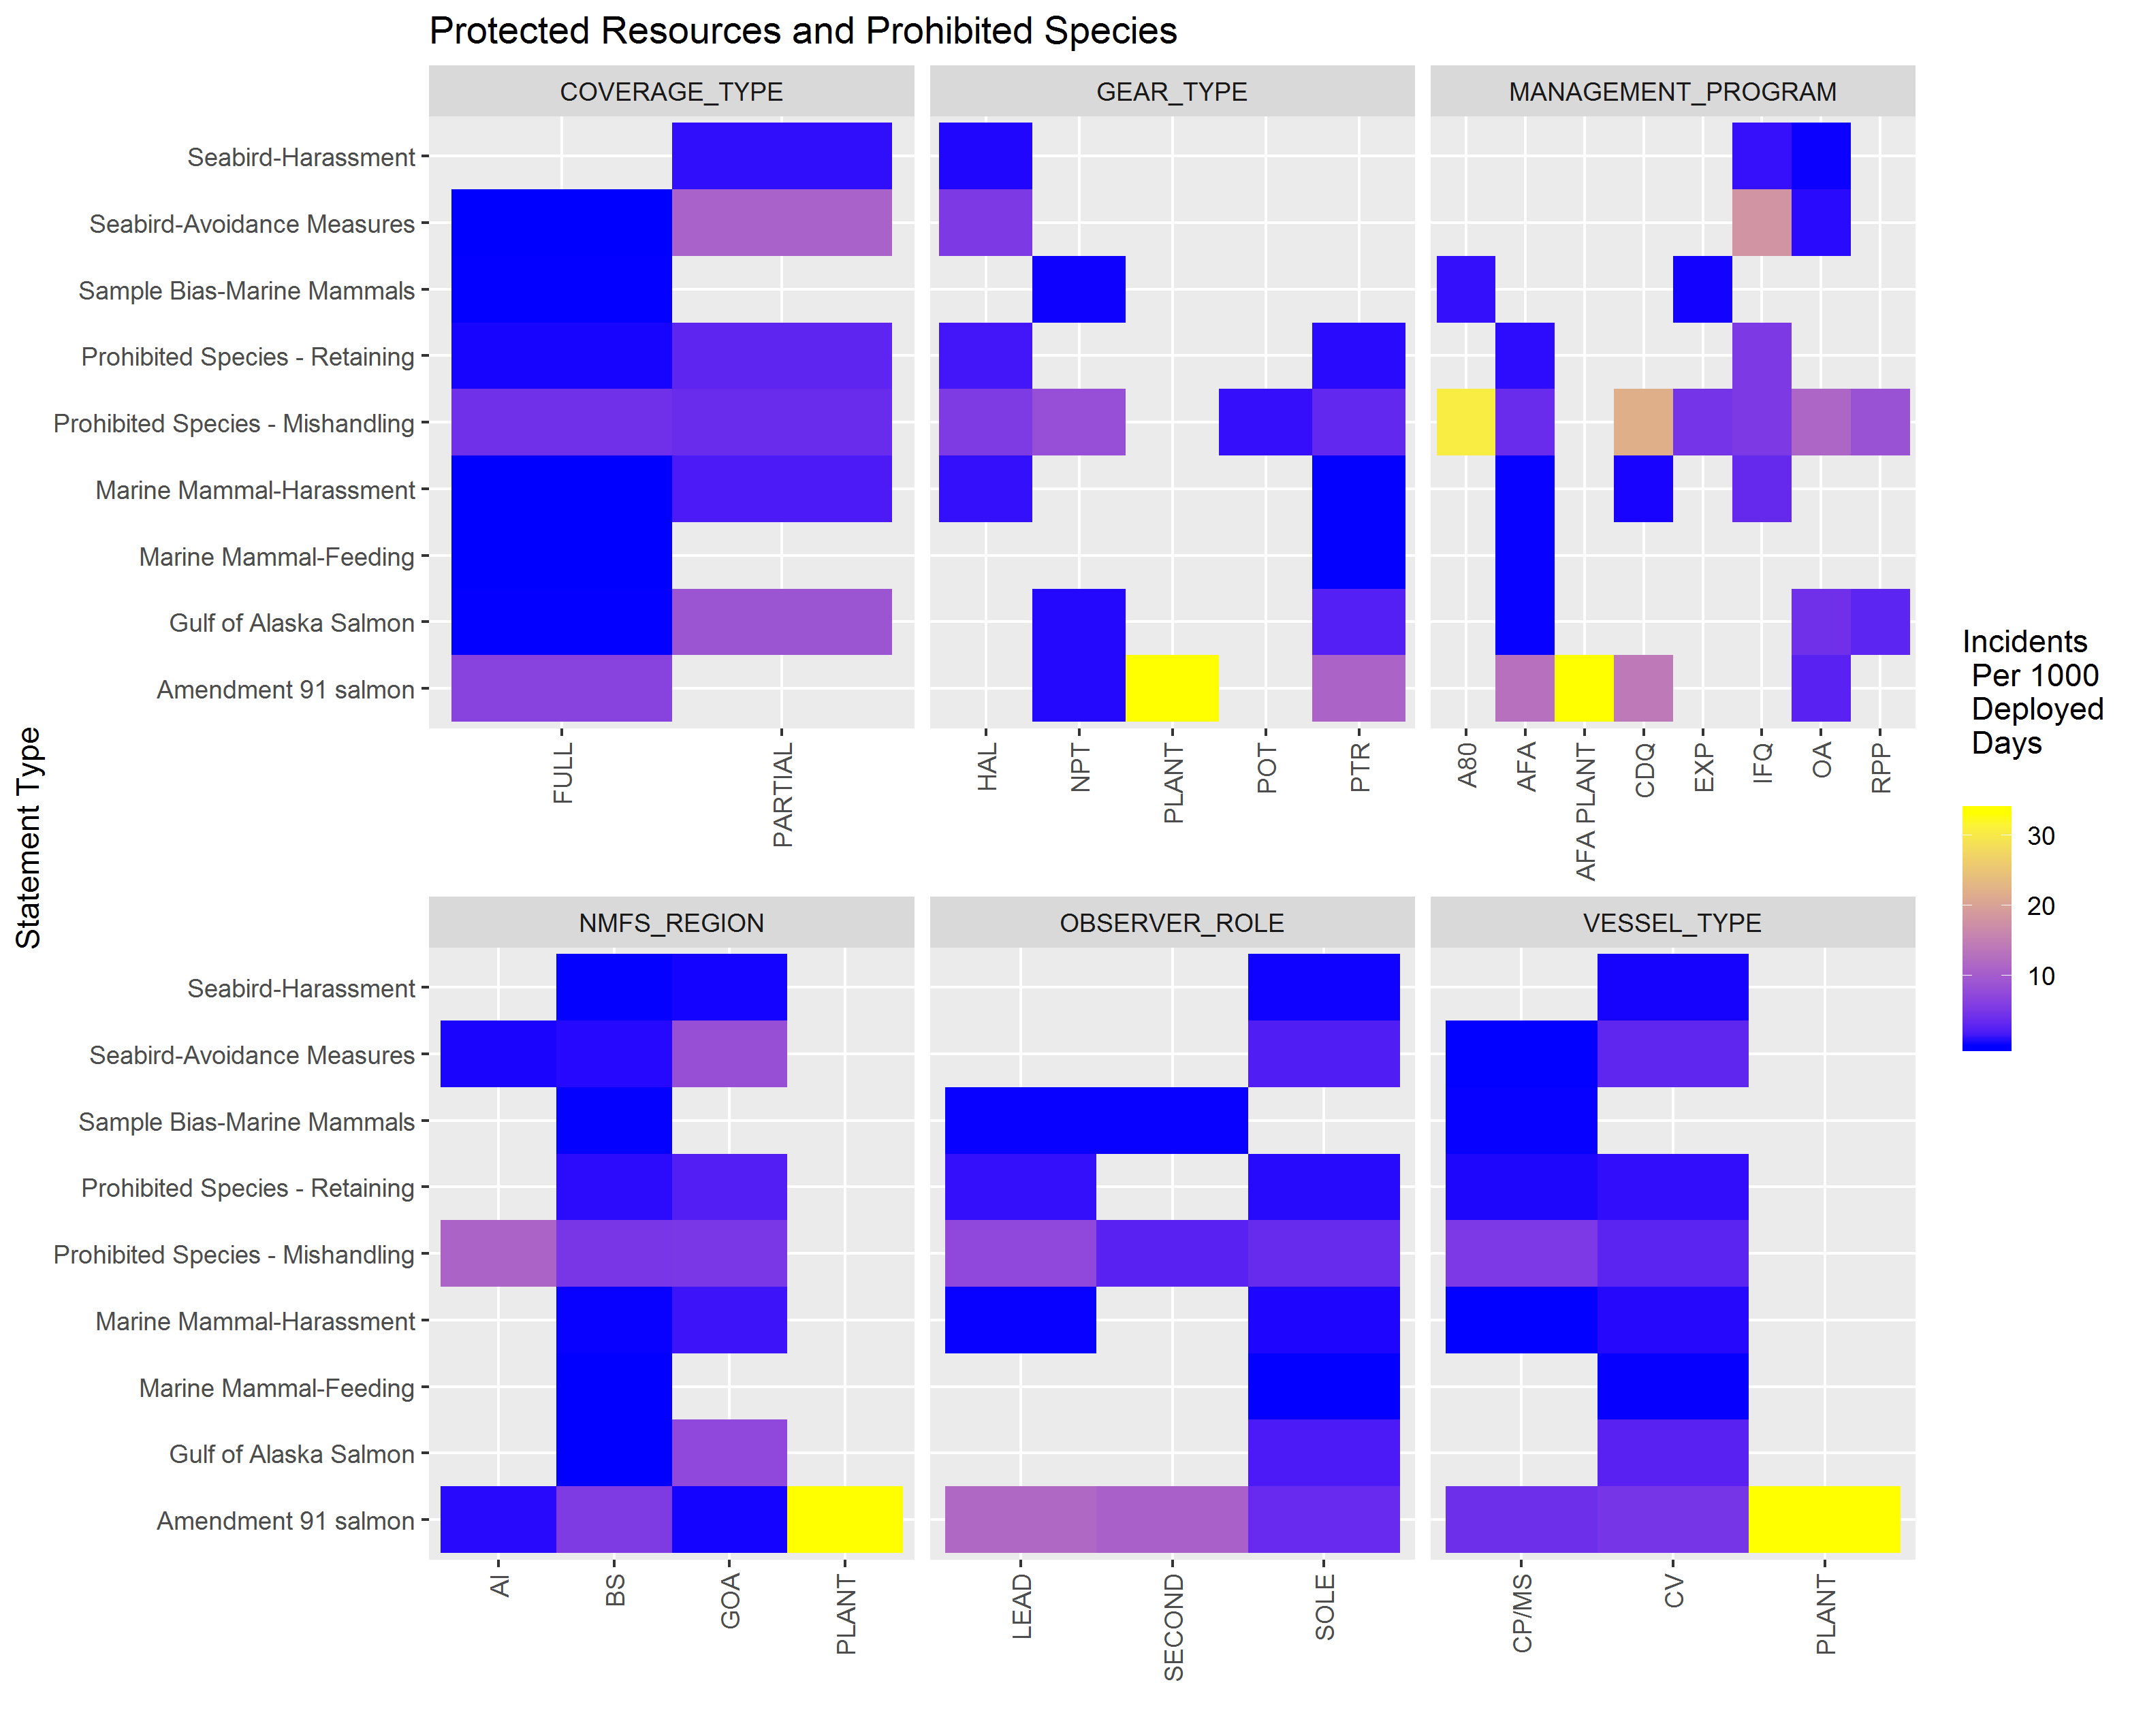 Protected Resources and Prohibited Species
COVERAGE_TYPE
GEAR_TYPE
MANAGEMENT_PROGRAM
Seabird-Harassment
Seabird-Avoidance Measures
Sample Bias-Marine Mammals
Prohibited Species - Retaining
Prohibited Species - Mishandling
Marine Mammal-Harassment
Marine Mammal-Feeding
Gulf of Alaska Salmon
Amendment 91 salmon
FULL
PARTIAL
HAL
NPT
PLANT
POT
PTR
A80
AFA
AFA PLANT
CDQ
EXP
IFQ
OA
RPP
Statement Type
NMFS_REGION
OBSERVER_ROLE
VESSEL_TYPE
Seabird-Harassment
Seabird-Avoidance Measures
Sample Bias-Marine Mammals
Prohibited Species - Retaining
Prohibited Species - Mishandling
Marine Mammal-Harassment
Marine Mammal-Feeding
Gulf of Alaska Salmon
Amendment 91 salmon
AI
BS
GOA
PLANT
LEAD
SECOND
SOLE
CP/MS
CV
PLANT
Incidents
Per 1000
Deployed
Days
30
20
10